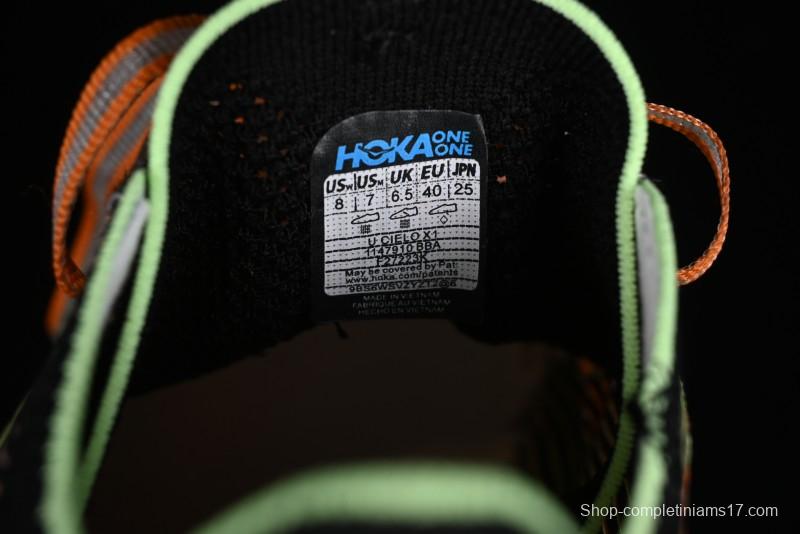 HOKA ONE ONE
USw USM UK EU JPN
8 7 6.5 40 25
U CIELO X1
1147910 BBA
F27223K
May be covered by Pat:
www.hoka.com/patents
MADE IN VIETNAM
FABRIQUE AU VIETNAM
HECHO EN VIETNAM
Shop-completiniams17.com